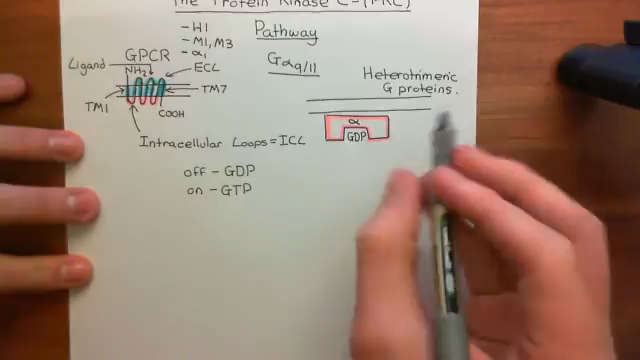 The Protein Kinase C-(PKC)
Pathway
- H1
- M1, M3
- α1
Gαq/11
Heterotrimeric
G proteins.
GPCR
Ligand
NH2
ECL
TM1
TM7
COOH
Intracellular Loops = ICL
off - GDP
on - GTP
α
GDP